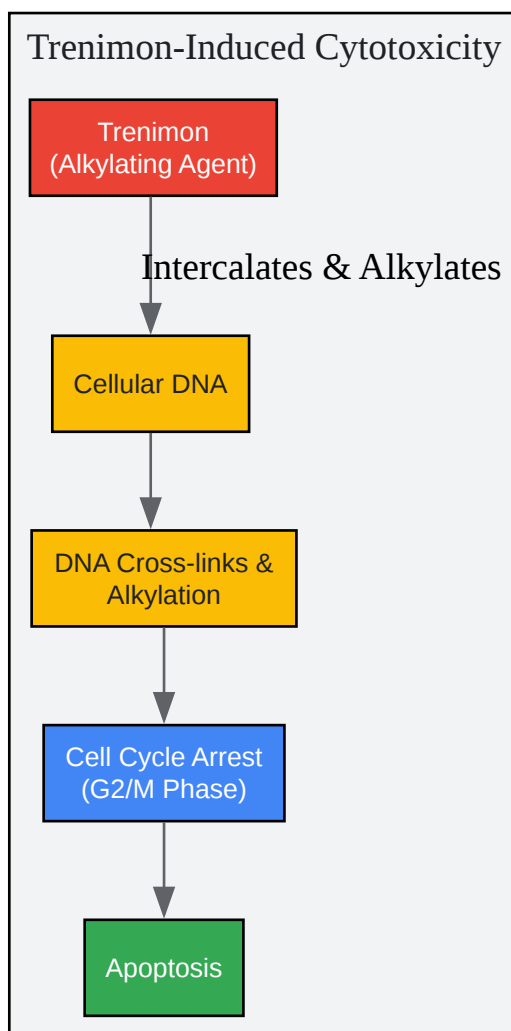 Trenimon-Induced Cytotoxicity
Trenimon
(Alkylating Agent)
Intercalates & Alkylates
Cellular DNA
DNA Cross-links &
Alkylation
Cell Cycle Arrest
(G2/M Phase)
Apoptosis